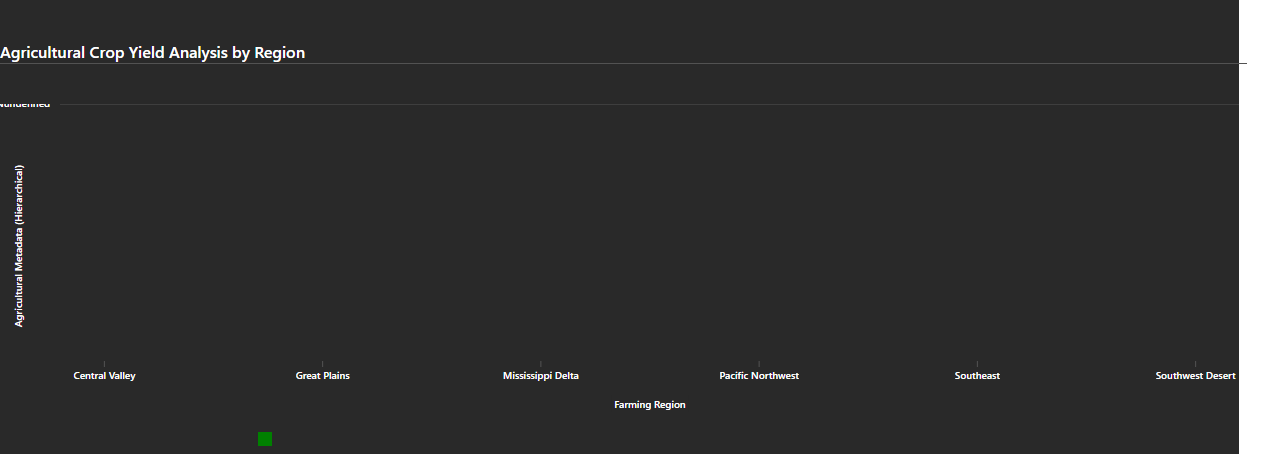 Agricultural Crop Yield Analysis by Region
Agricultural Metadata (Hierarchical)
Central Valley
Great Plains
Mississippi Delta
Pacific Northwest
Southeast
Southwest Desert
Farming Region